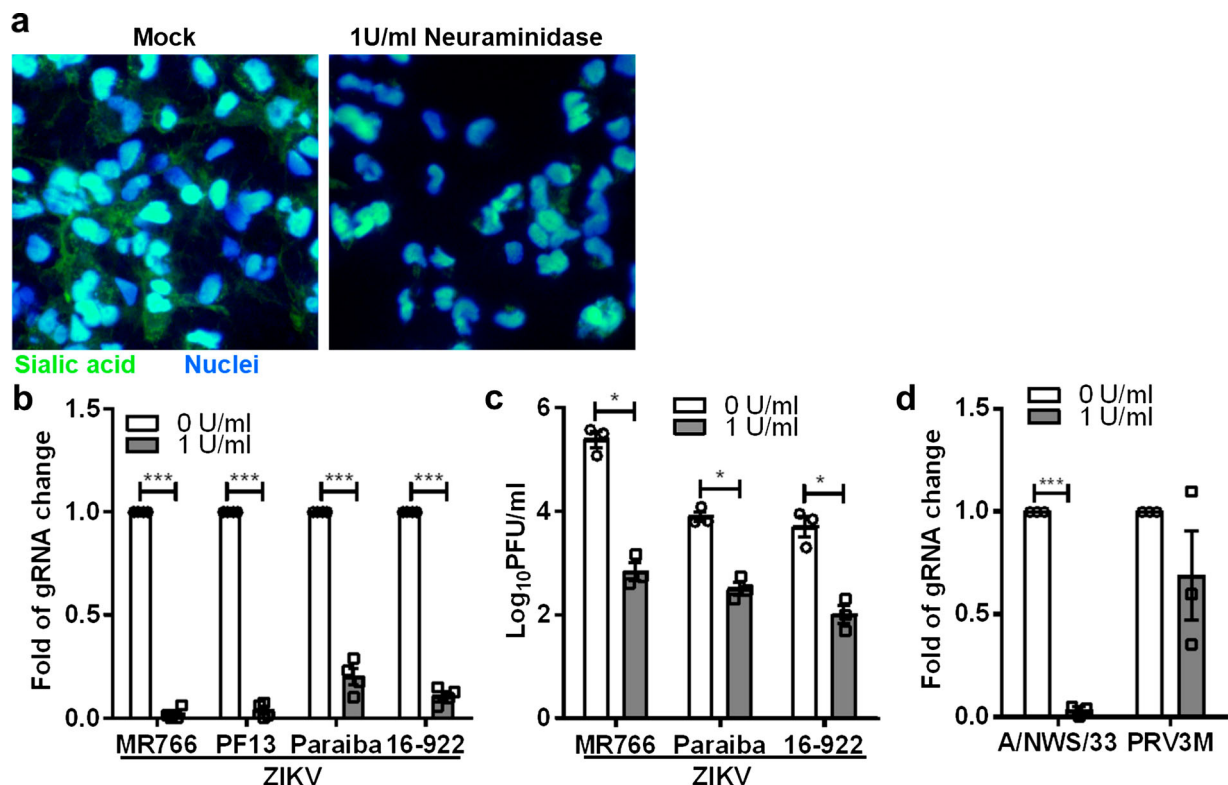 a
Mock 1U/ml Neuraminidase
Sialic acid Nuclei
b
Fold of gRNA change
1.5
1.0
0.5
0.0
0 U/ml
1 U/ml
*** *** *** ***
MR766 PF13 Paraiba 16-922
ZIKV
c
Log10PFU/ml
6
4
2
0
0 U/ml
1 U/ml
* * *
MR766 Paraiba 16-922
ZIKV
d
Fold of gRNA change
1.5
1.0
0.5
0.0
0 U/ml
1 U/ml
***
A/NWS/33 PRV3M